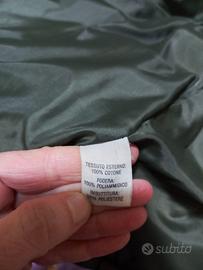 TESSUTO ESTERNO:
100% COTONE
FODERA:
100% POLIAMMIDICO
IMBOTTITURA:
100% POLIESTERE
subito